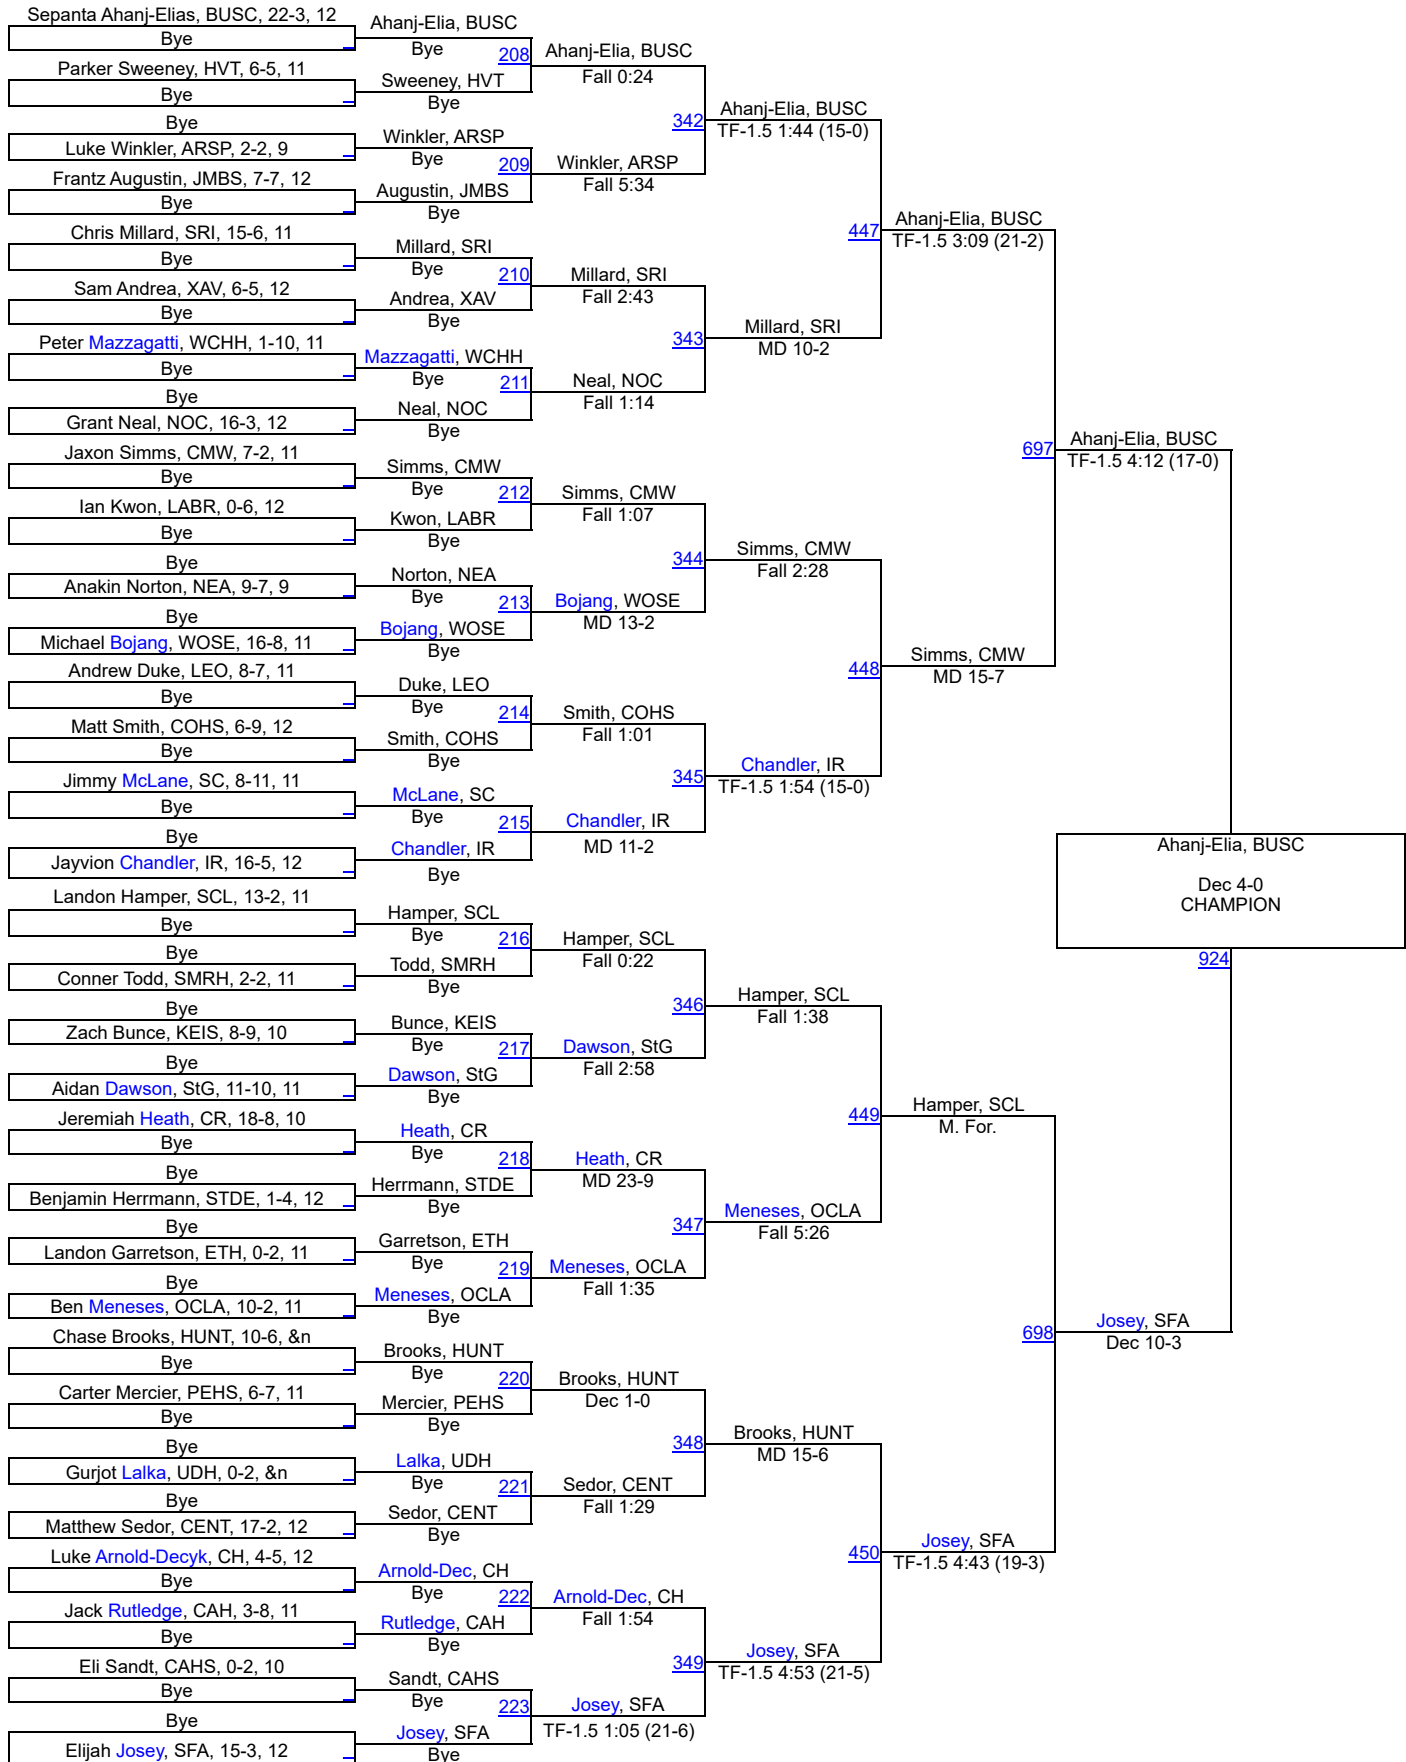 Sepanta Ahanj-Elias, BUSC, 22-3, 12
Bye
Parker Sweeney, HVT, 6-5, 11
Bye
Bye
Luke Winkler, ARSP, 2-2, 9
Frantz Augustin, JMBS, 7-7, 12
Bye
Chris Millard, SRI, 15-6, 11
Bye
Sam Andrea, XAV, 6-5, 12
Bye
Peter Mazzagatti, WCHH, 1-10, 11
Bye
Bye
Grant Neal, NOC, 16-3, 12
Jaxon Simms, CMW, 7-2, 11
Bye
Ian Kwon, LABR, 0-6, 12
Bye
Bye
Anakin Norton, NEA, 9-7, 9
Bye
Michael Bojang, WOSE, 16-8, 11
Andrew Duke, LEO, 8-7, 11
Bye
Matt Smith, COHS, 6-9, 12
Bye
Jimmy McLane, SC, 8-11, 11
Bye
Bye
Jayvion Chandler, IR, 16-5, 12
Landon Hamper, SCL, 13-2, 11
Bye
Bye
Conner Todd, SMRH, 2-2, 11
Bye
Zach Bunce, KEIS, 8-9, 10
Bye
Aidan Dawson, StG, 11-10, 11
Jeremiah Heath, CR, 18-8, 10
Bye
Bye
Benjamin Herrmann, STDE, 1-4, 12
Bye
Landon Garretson, ETH, 0-2, 11
Bye
Ben Meneses, OCLA, 10-2, 11
Chase Brooks, HUNT, 10-6, &n
Bye
Carter Mercier, PEHS, 6-7, 11
Bye
Bye
Gurjot Lalka, UDH, 0-2, &n
Bye
Matthew Sedor, CENT, 17-2, 12
Luke Arnold-Decyk, CH, 4-5, 12
Bye
Jack Rutledge, CAH, 3-8, 11
Bye
Eli Sandt, CAHS, 0-2, 10
Bye
Bye
Elijah Josey, SFA, 15-3, 12
Ahanj-Elia, BUSC
Bye
208
Sweeney, HVT
Bye
Winkler, ARSP
Bye
209
Augustin, JMBS
Bye
Millard, SRI
Bye
210
Andrea, XAV
Bye
Mazzagatti, WCHH
Bye
211
Neal, NOC
Bye
Simms, CMW
Bye
212
Kwon, LABR
Bye
Norton, NEA
Bye
213
Bojang, WOSE
Bye
Duke, LEO
Bye
214
Smith, COHS
Bye
McLane, SC
Bye
215
Chandler, IR
Bye
Hamper, SCL
Bye
216
Todd, SMRH
Bye
Bunce, KEIS
Bye
217
Dawson, StG
Bye
Heath, CR
Bye
218
Herrmann, STDE
Bye
Garretson, ETH
Bye
219
Meneses, OCLA
Bye
Brooks, HUNT
Bye
220
Mercier, PEHS
Bye
Lalka, UDH
Bye
221
Sedor, CENT
Bye
Arnold-Dec, CH
Bye
222
Rutledge, CAH
Bye
Sandt, CAHS
Bye
223
Josey, SFA
Bye
Ahanj-Elia, BUSC
Fall 0:24
342
Winkler, ARSP
Fall 5:34
Millard, SRI
Fall 2:43
343
Neal, NOC
Fall 1:14
Simms, CMW
Fall 1:07
344
Bojang, WOSE
MD 13-2
Smith, COHS
Fall 1:01
345
Chandler, IR
MD 11-2
Hamper, SCL
Fall 0:22
346
Dawson, StG
Fall 2:58
Heath, CR
MD 23-9
347
Meneses, OCLA
Fall 1:35
Brooks, HUNT
Dec 1-0
348
Sedor, CENT
Fall 1:29
Arnold-Dec, CH
Fall 1:54
349
Josey, SFA
TF-1.5 1:05 (21-6)
Ahanj-Elia, BUSC
TF-1.5 1:44 (15-0)
447
Millard, SRI
MD 10-2
Simms, CMW
Fall 2:28
448
Chandler, IR
TF-1.5 1:54 (15-0)
Hamper, SCL
Fall 1:38
449
Meneses, OCLA
Fall 5:26
Brooks, HUNT
MD 15-6
450
Josey, SFA
TF-1.5 4:53 (21-5)
Ahanj-Elia, BUSC
TF-1.5 3:09 (21-2)
697
Simms, CMW
MD 15-7
Hamper, SCL
M. For.
698
Josey, SFA
TF-1.5 4:43 (19-3)
Ahanj-Elia, BUSC
TF-1.5 4:12 (17-0)
Josey, SFA
Dec 10-3
Ahanj-Elia, BUSC
Dec 4-0
CHAMPION
924